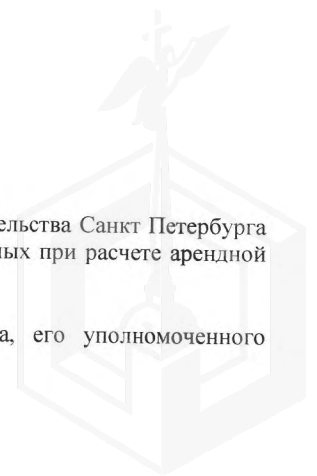 ельства Санкт Петербурга
ных при расчете арендной
а, его уполномоченного